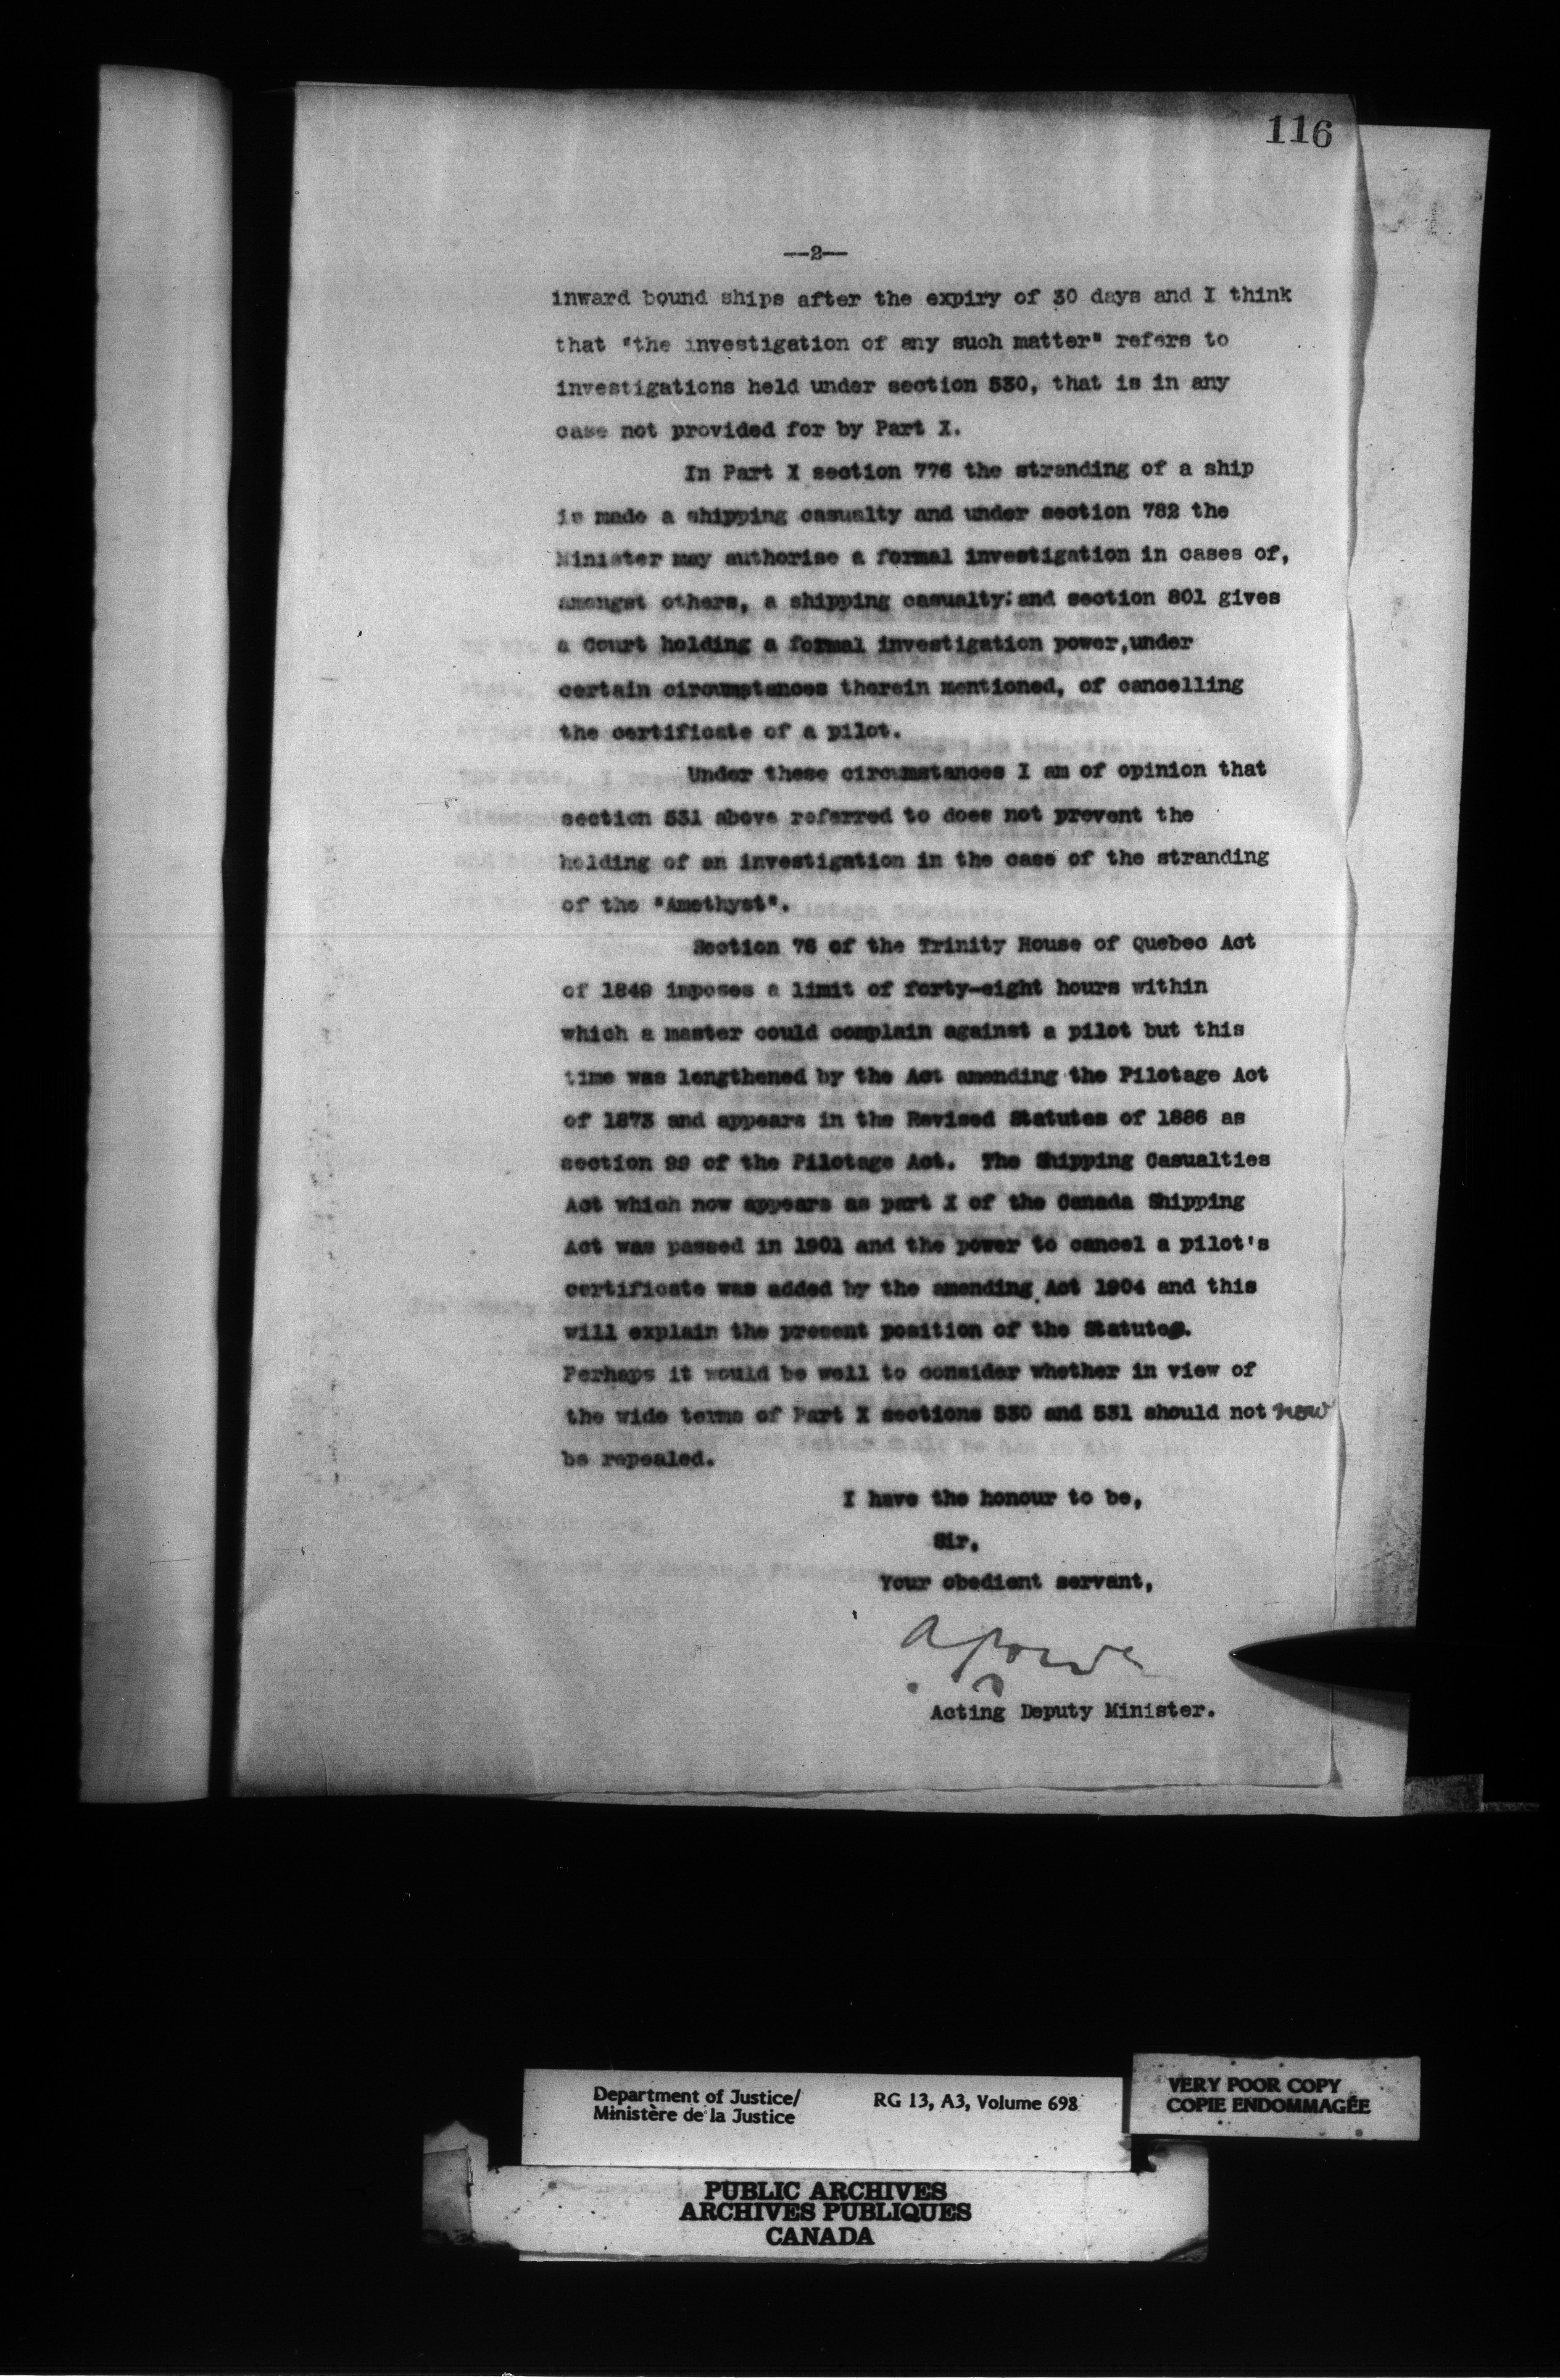 116
—2—
inward bound ships after the expiry of 30 days and I think
that "the investigation of any such matter" refers to
investigations held under section 530, that is in any
case not provided for by Part X.
In Part X section 776 the stranding of a ship
is made a shipping casualty and under section 782 the
Minister may authorise a formal investigation in cases of,
amongst others, a shipping casualty; and section 801 gives
a Court holding a formal investigation power,under
certain circumstances therein mentioned, of cancelling
the certificate of a pilot.
Under these circumstances I am of opinion that
section 531 above referred to does not prevent the
holding of an investigation in the case of the stranding
of the "Amethyst".
Section 76 of the Trinity House of Quebec Act
of 1849 imposes a limit of forty-eight hours within
which a master could complain against a pilot but this
time was lengthened by the Act amending the Pilotage Act
of 1873 and appears in the Revised Statutes of 1886 as
section 99 of the Pilotage Act. The Shipping Casualties
Act which now appears as part X of the Canada Shipping
Act was passed in 1901 and the power to cancel a pilot's
certificate was added by the amending Act 1904 and this
will explain the present position of the Statutes.
Perhaps it would be well to consider whether in view of
the wide terms of Part X sections 530 and 531 should not now
be repealed.
I have the honour to be,
Sir,
Your obedient servant,
Acting Deputy Minister.
Department of Justice/ RG 13, A3, Volume 698
Ministère de la Justice
VERY POOR COPY
COPIE ENDOMMAGÉE
PUBLIC ARCHIVES
ARCHIVES PUBLIQUES
CANADA